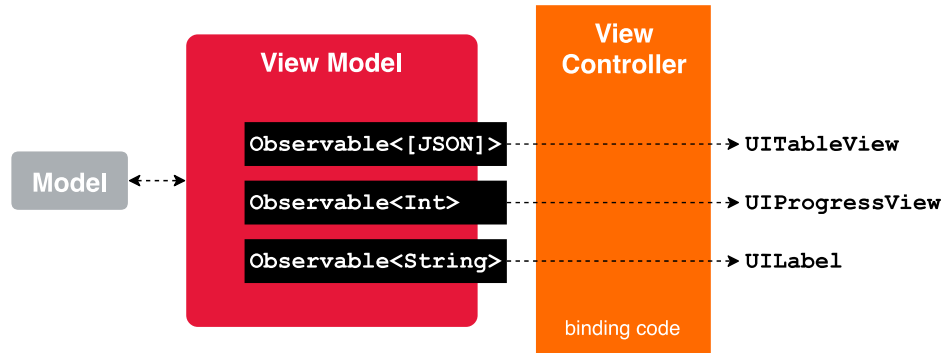 View Model
View
Controller
Model
Observable<[JSON]>
UITableView
Observable<Int>
UIProgressView
Observable<String>
UILabel
binding code